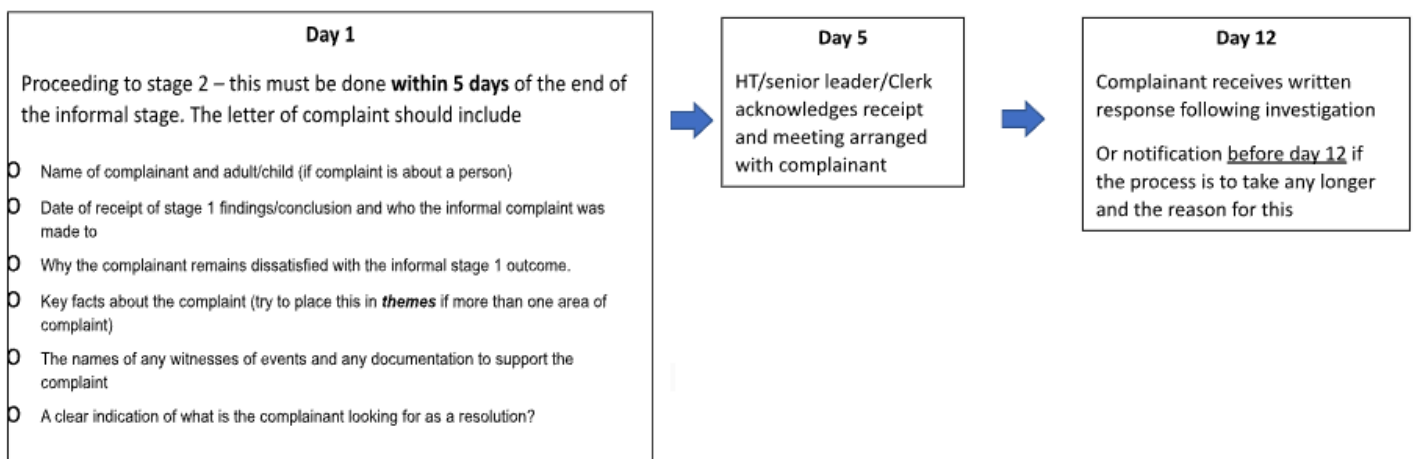 Day 1
Proceeding to stage 2 – this must be done within 5 days of the end of
the informal stage. The letter of complaint should include
o Name of complainant and adult/child (if complaint is about a person)
o Date of receipt of stage 1 findings/conclusion and who the informal complaint was
made to
o Why the complainant remains dissatisfied with the informal stage 1 outcome.
o Key facts about the complaint (try to place this in themes if more than one area of
complaint)
o The names of any witnesses of events and any documentation to support the
complaint
o A clear indication of what is the complainant looking for as a resolution?
Day 5
HT/senior leader/Clerk
acknowledges receipt
and meeting arranged
with complainant
Day 12
Complainant receives written
response following investigation
Or notification before day 12 if
the process is to take any longer
and the reason for this